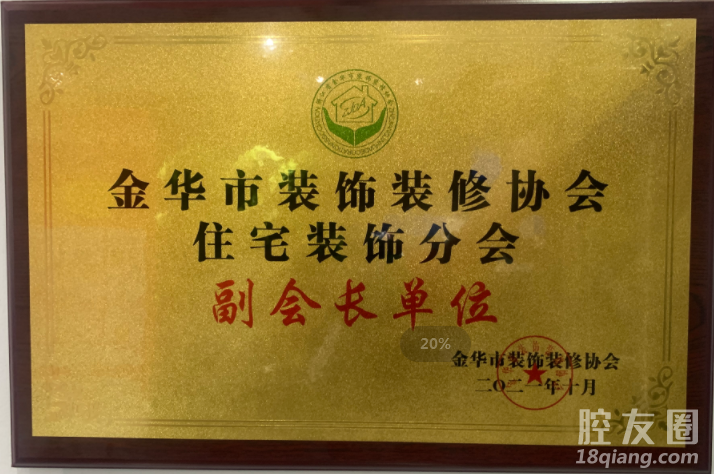 金华市装饰装修协会
住宅装饰分会
副会长单位
20%
金华市装饰装修协会
二〇二一年十月
腔友圈
18qiang.com